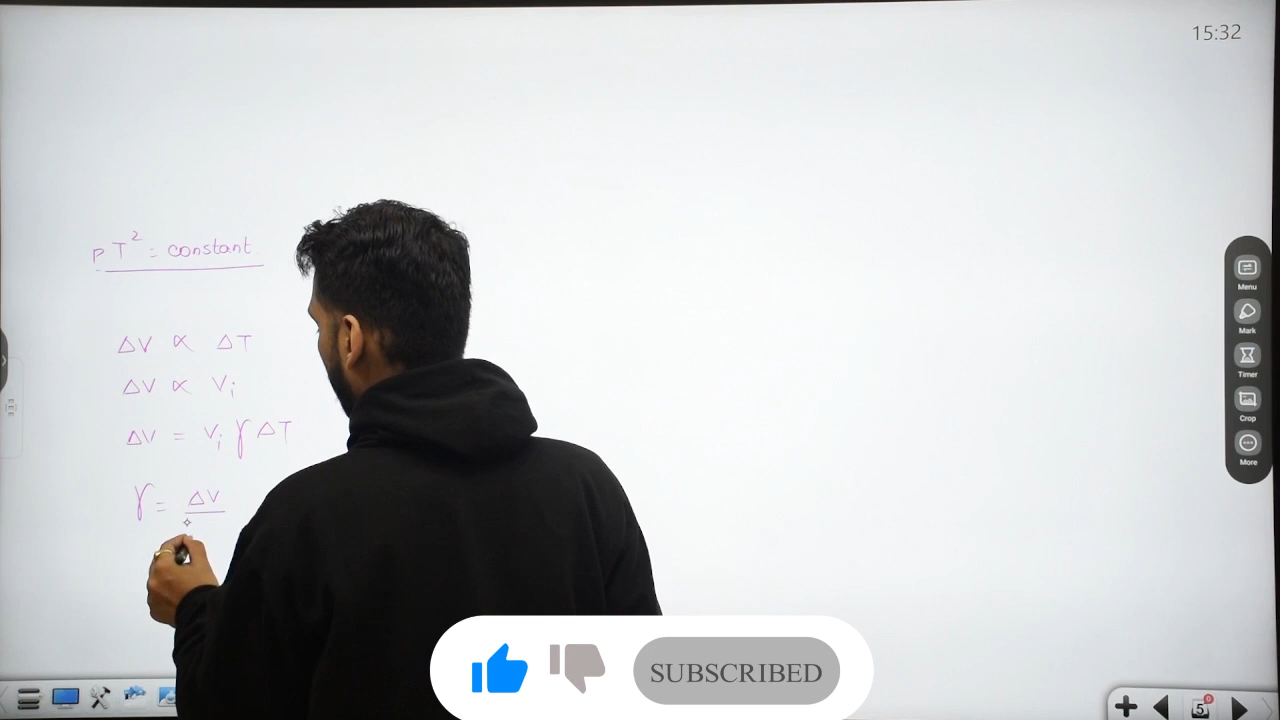 15:32
PT² = constant
ΔV ∝ ΔT
ΔV ∝ Vi
ΔV = Vi γ ΔT
γ = ΔV
Menu
Mark
Timer
Crop
More
SUBSCRIBED
5
0